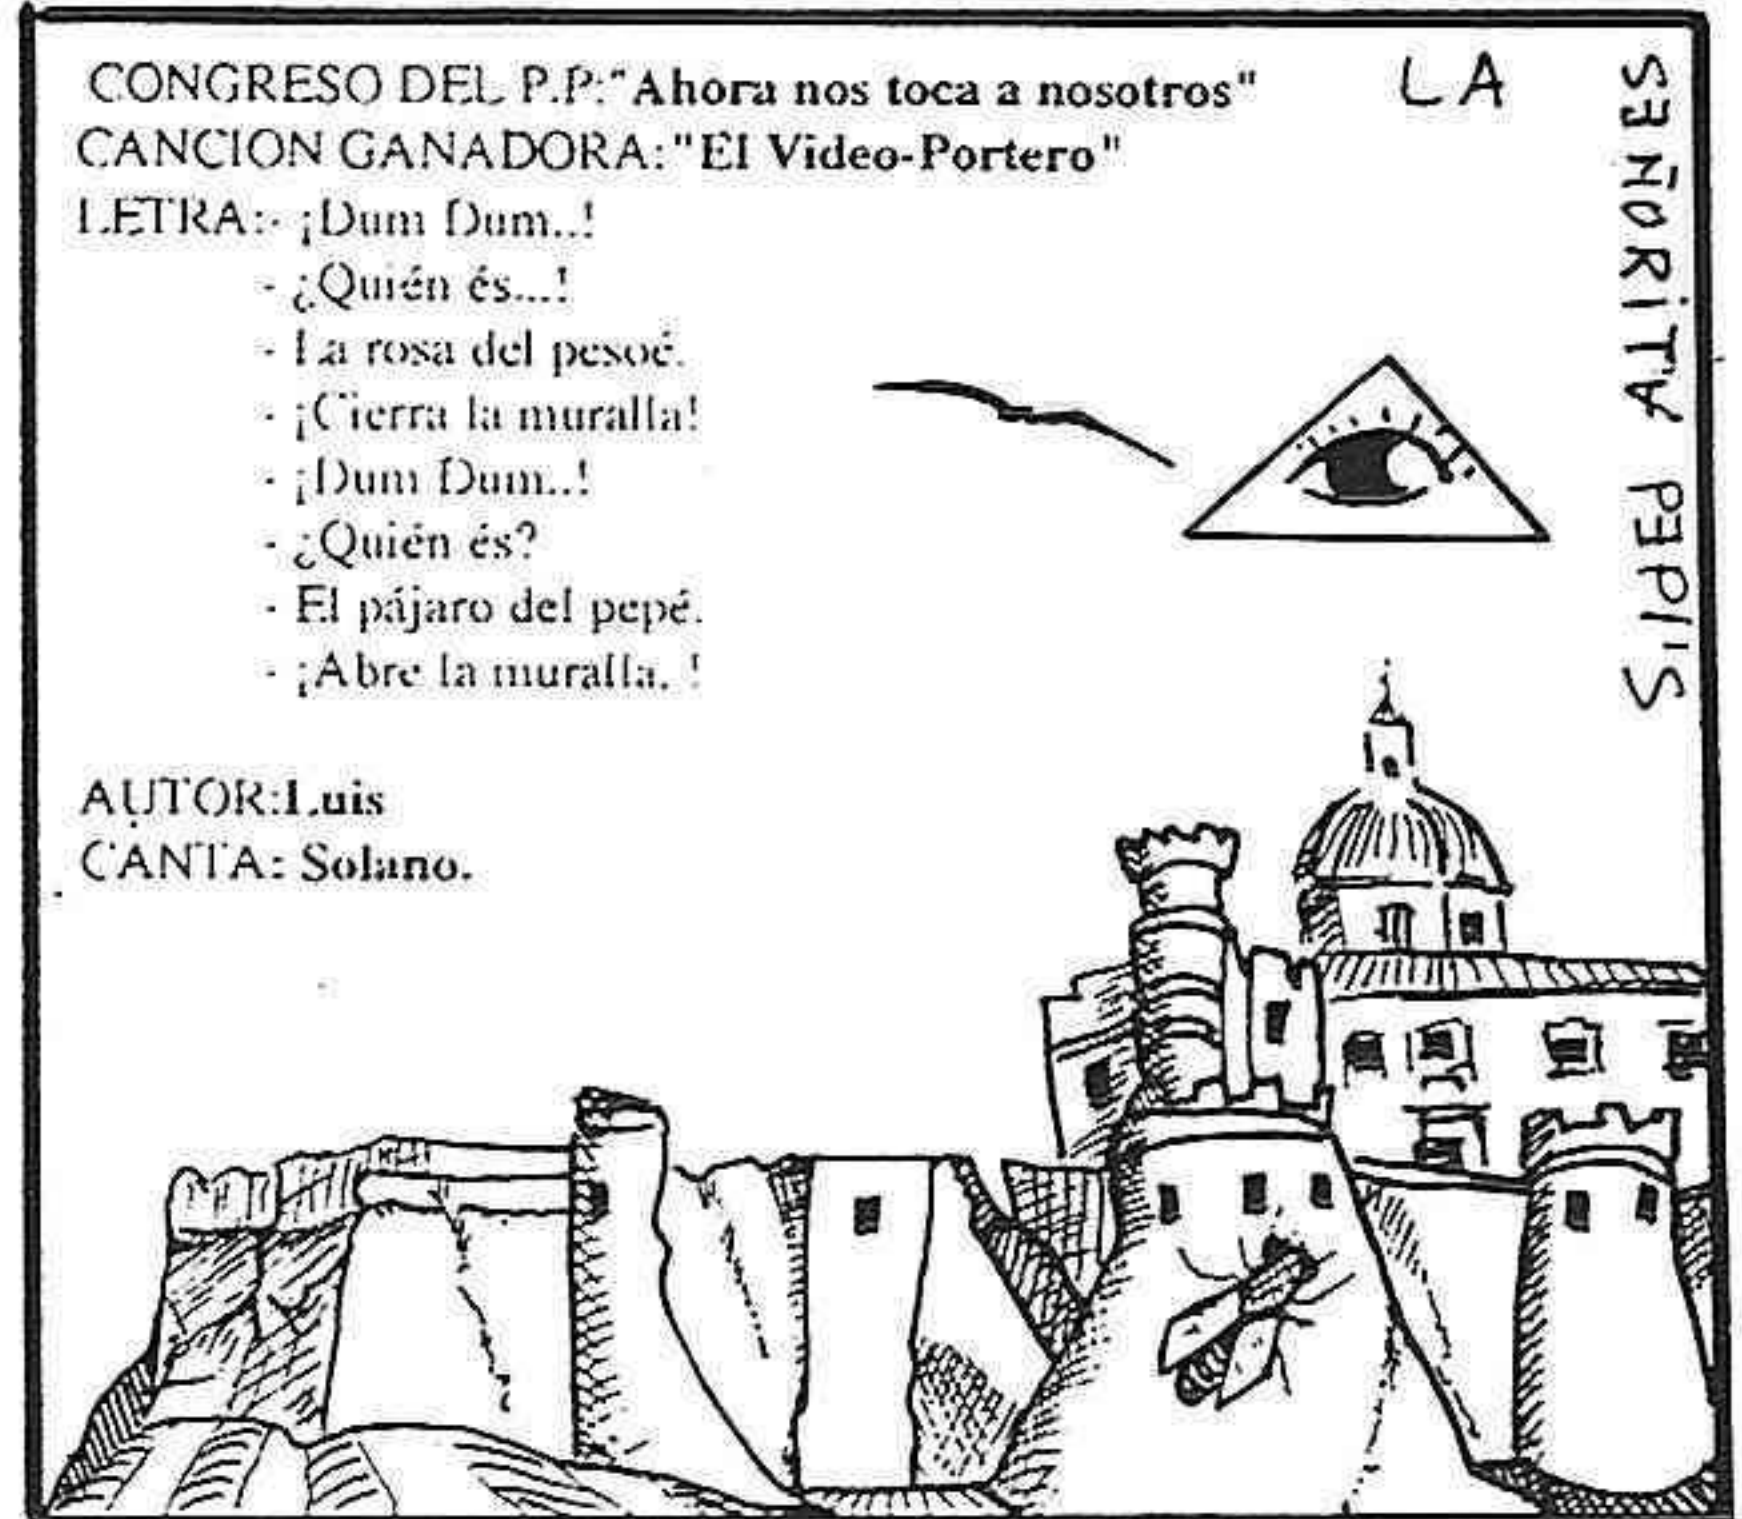 CONGRESO DEL P.P:"Ahora nos toca a nosotros"
CANCION GANADORA:"El Video-Portero"
LETRA:- ¡Dum Dum..!
- ¿Quién és...!
- La rosa del pesoé.
- ¡Cierra la muralla!
- ¡Dum Dum..!
- ¿Quién és?
- El pájaro del pepé.
- ¡Abre la muralla. !
AUTOR:Luis
CANTA: Solano.
LA
SEÑORITA PEPIS